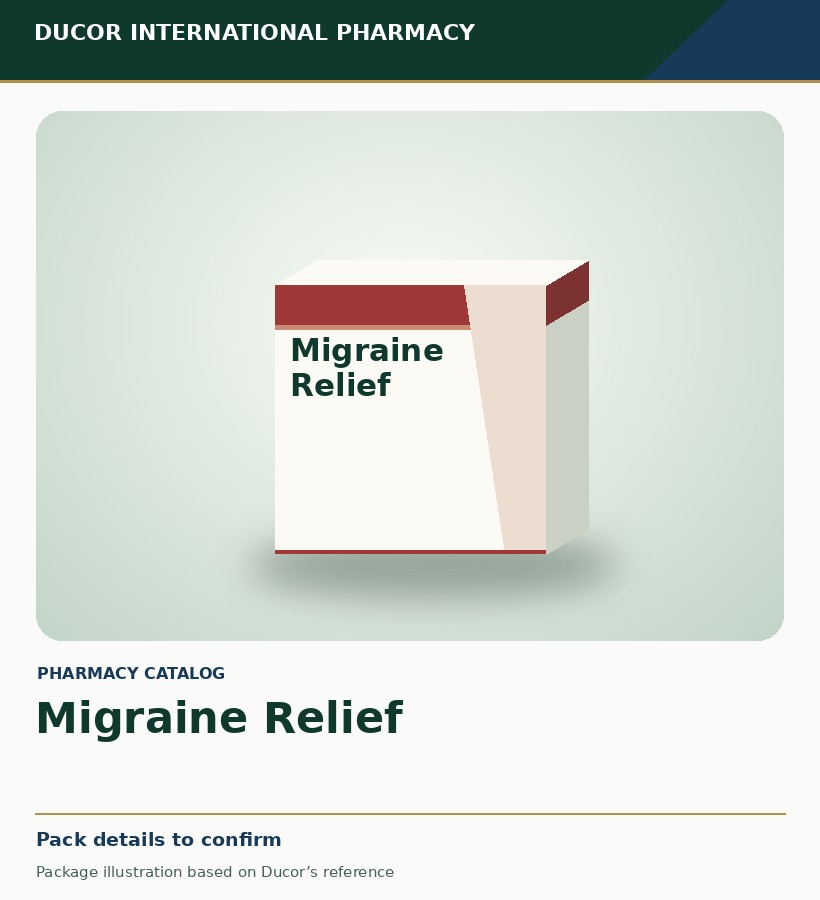 DUCOR INTERNATIONAL PHARMACY
Migraine
Relief
PHARMACY CATALOG
Migraine Relief
Pack details to confirm
Package illustration based on Ducor’s reference